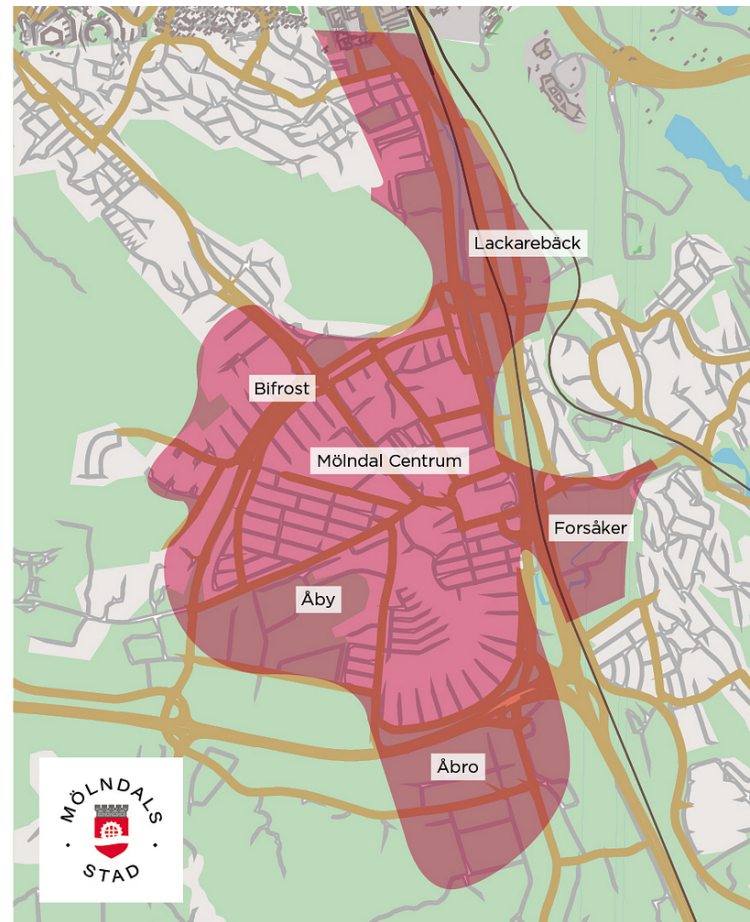 Lackarebäck
Bifrost
Mölndal Centrum
Forsåker
Åby
Åbro
MÖLNDALS
STAD